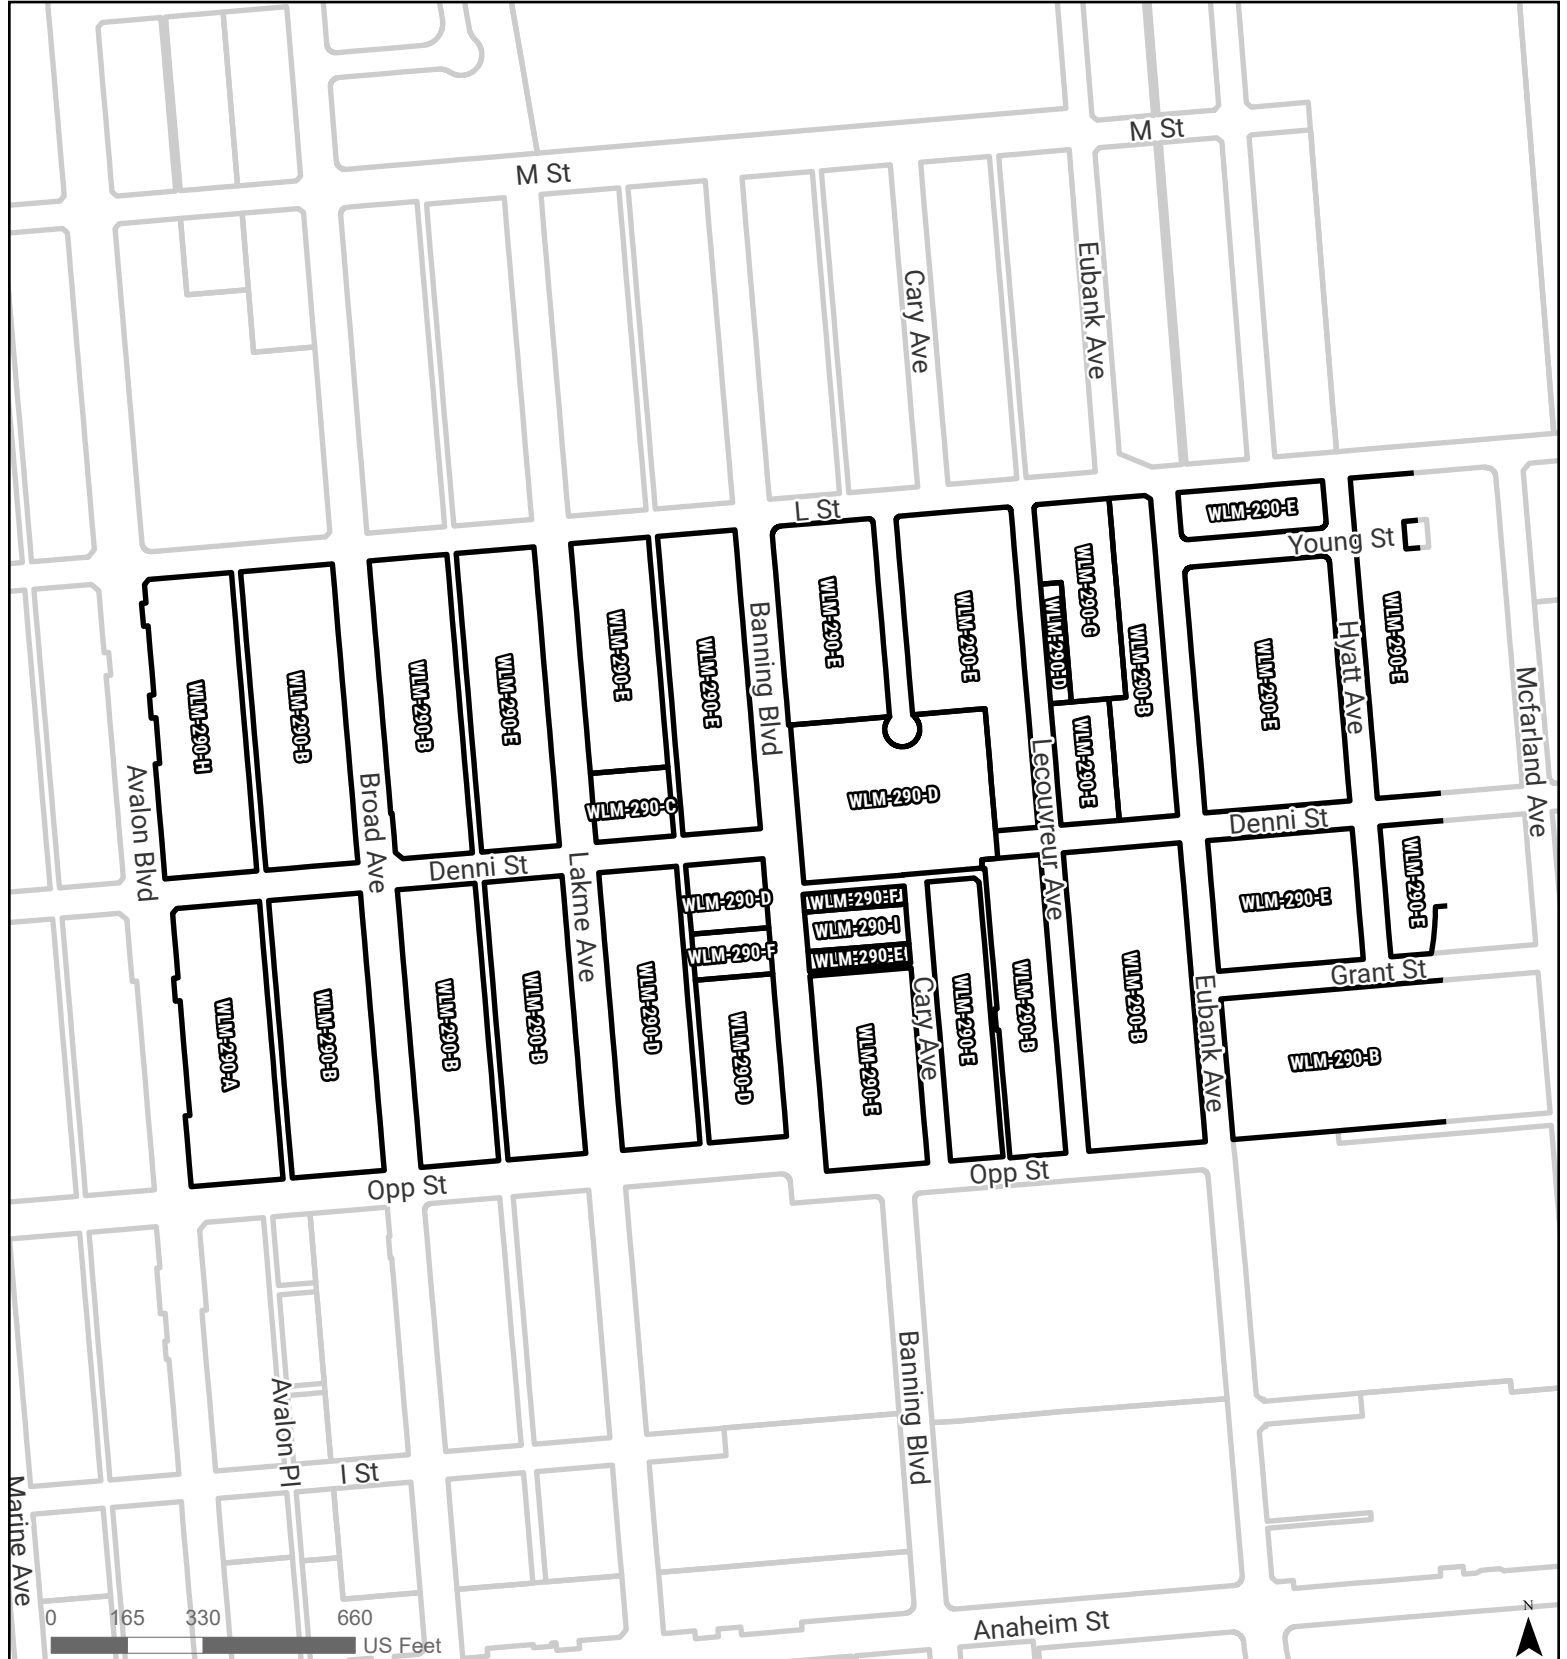 M St
M St
Cary Ave
Eubank Ave
L St
WLM-290-E
Young St
WLM-290-H
WLM-290-B
WLM-290-B
WLM-290-E
WLM-290-E
WLM-290-E
Banning Blvd
WLM-290-E
WLM-290-E
WLM-290-D
WLM-290-G
WLM-290-B
WLM-290-E
Hyatt Ave
WLM-290-E
Mcfarland Ave
Avalon Blvd
Broad Ave
WLM-290-C
WLM-290-D
Lecouvreur Ave
WLM-290-E
Denni St
Denni St
Lakme Ave
WLM-290-D
WLM-290-F
WLM-290-F
WLM-290-I
WLM-290-E
WLM-290-E
WLM-290-E
WLM-290-A
WLM-290-B
WLM-290-B
WLM-290-B
WLM-290-D
WLM-290-D
WLM-290-E
Cary Ave
WLM-290-E
WLM-290-B
WLM-290-B
Eubank Ave
Grant St
WLM-290-B
Opp St
Opp St
Banning Blvd
Avalon Pl
I St
Marine Ave
Anaheim St
0 165 330 660
US Feet
N